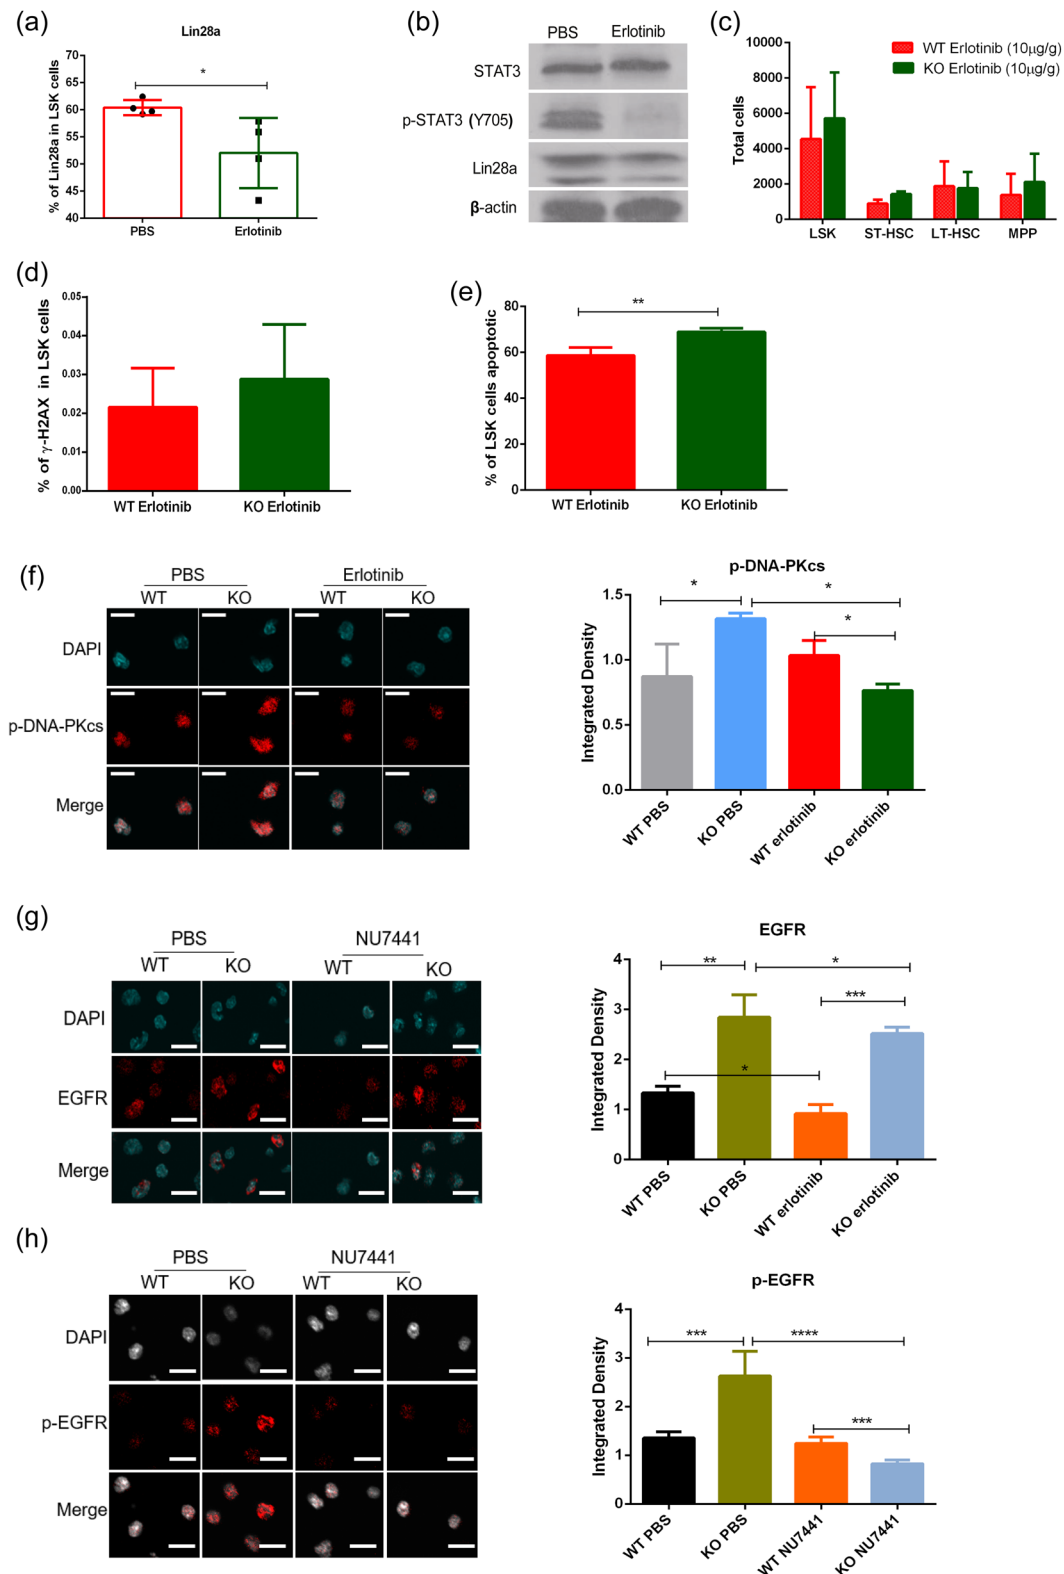 (a)
Lin28a
*
% of Lin28a in LSK cells
65
60
55
50
45
40
PBS
Erlotinib
(b)
PBS Erlotinib
STAT3
p-STAT3 (Y705)
Lin28a
β-actin
(c)
WT Erlotinib (10µg/g)
KO Erlotinib (10µg/g)
Total cells
10000
8000
6000
4000
2000
0
LSK ST-HSC LT-HSC MPP
(d)
% of γ-H2AX in LSK cells
0.05
0.04
0.03
0.02
0.01
0.00
WT Erlotinib KO Erlotinib
(e)
**
% of LSK cells apoptotic
80
60
40
20
0
WT Erlotinib KO Erlotinib
(f)
PBS Erlotinib
WT KO WT KO
DAPI
p-DNA-PKcs
Merge
p-DNA-PKcs
* *
*
Integrated Density
1.5
1.0
0.5
0.0
WT PBS
KO PBS
WT erlotinib
KO erlotinib
(g)
PBS NU7441
WT KO WT KO
DAPI
EGFR
Merge
EGFR
** *
***
*
Integrated Density
4
3
2
1
0
WT PBS
KO PBS
WT erlotinib
KO erlotinib
(h)
PBS NU7441
WT KO WT KO
DAPI
p-EGFR
Merge
p-EGFR
*** ****
***
Integrated Density
4
3
2
1
0
WT PBS
KO PBS
WT NU7441
KO NU7441